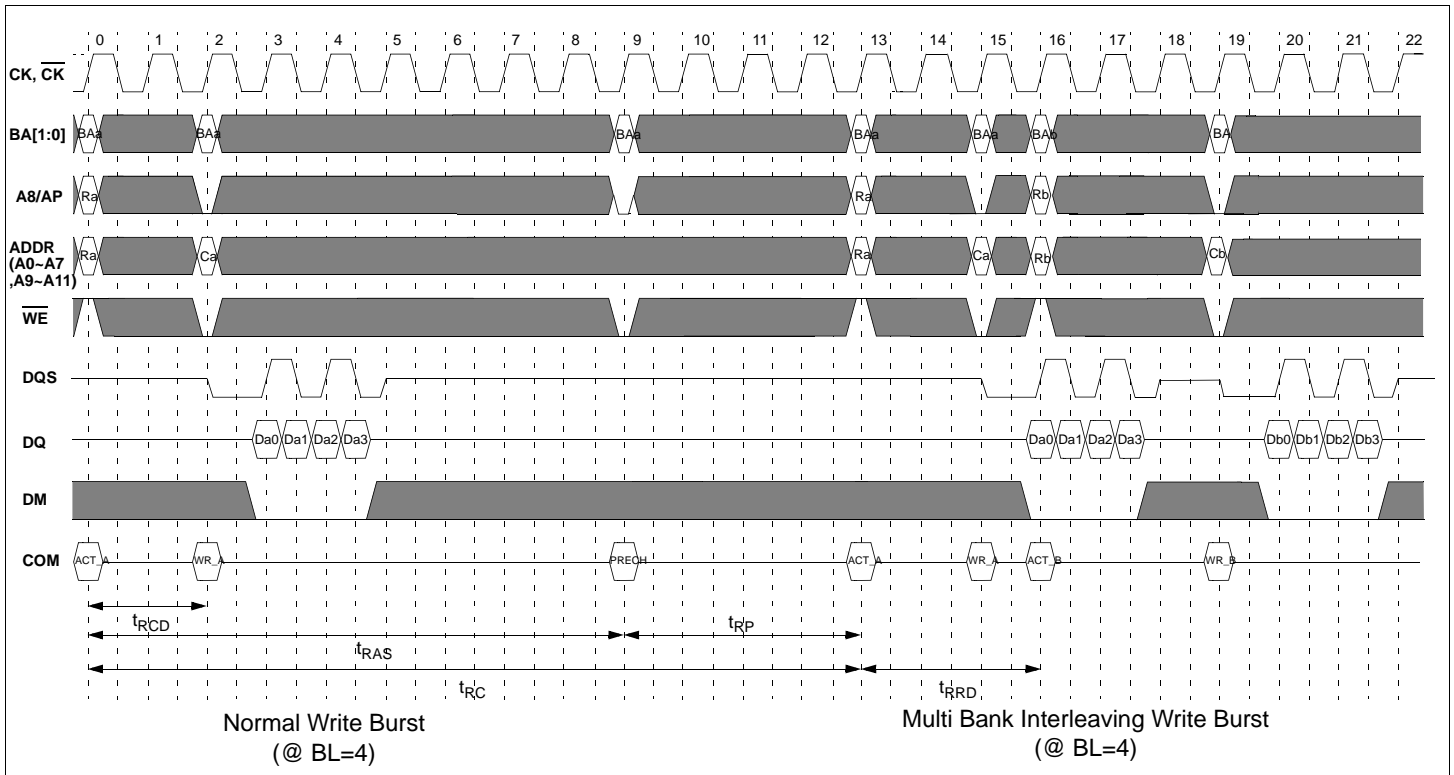 0 1 2 3 4 5 6 7 8 9 10 11 12 13 14 15 16 17 18 19 20 21 22
CK, CK
BA[1:0] BAa BAa BAa BAa BAa BAb BA
A8/AP Ra Ra Rb
ADDR
(A0~A7
,A9~A11)
Ra Ca Ra Ca Rb Cb
WE
DQS
DQ Da0 Da1 Da2 Da3 Da0 Da1 Da2 Da3 Db0 Db1 Db2 Db3
DM
COM ACT_A WR_A PRECH ACT_A WR_A ACT_B WR_B
tRCD
tRP
tRAS
tRC
tRRD
Normal Write Burst
(@ BL=4)
Multi Bank Interleaving Write Burst
(@ BL=4)